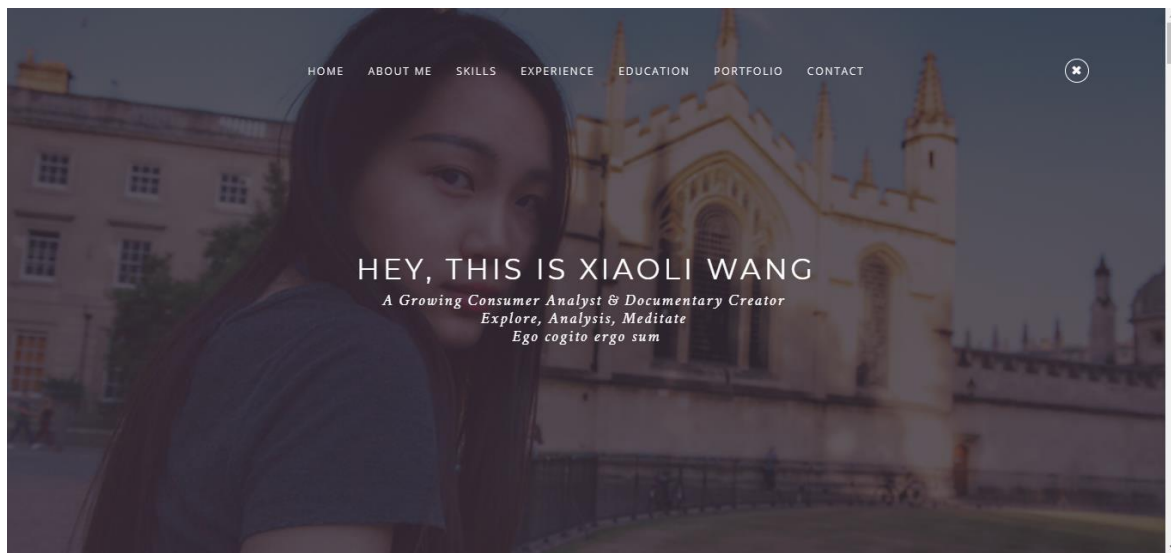 HOME ABOUT ME SKILLS EXPERIENCE EDUCATION PORTFOLIO CONTACT
HEY, THIS IS XIAOLI WANG
A Growing Consumer Analyst & Documentary Creator
Explore, Analysis, Meditate
Ego cogito ergo sum